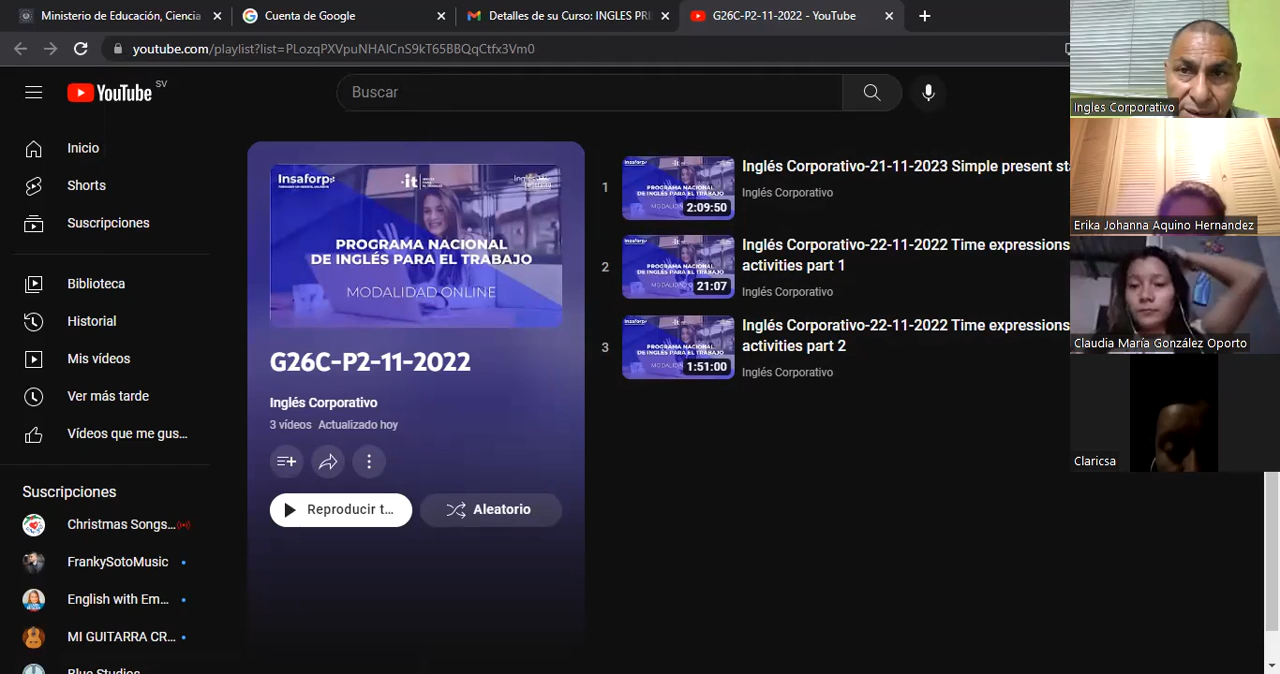 Ministerio de Educación, Ciencia
Cuenta de Google
Detalles de su Curso: INGLES PRI
G26C-P2-11-2022 - YouTube
youtube.com/playlist?list=PLozqPXVpuNHAICnS9kT65BBQqCtfx3Vm0
YouTube SV
Buscar
Inicio
Shorts
Suscripciones
Biblioteca
Historial
Mis vídeos
Ver más tarde
Vídeos que me gus...
Suscripciones
Christmas Songs...
FrankySotoMusic
English with Em...
MI GUITARRA CR...
Blue Studios
Insaforp
it
PROGRAMA NACIONAL
DE INGLÉS PARA EL TRABAJO
MODALIDAD ONLINE
G26C-P2-11-2022
Inglés Corporativo
3 vídeos Actualizado hoy
Reproducir t...
Aleatorio
1
2:09:50
Inglés Corporativo-21-11-2023 Simple present st
Inglés Corporativo
2
21:07
Inglés Corporativo-22-11-2022 Time expressions
activities part 1
Inglés Corporativo
3
1:51:00
Inglés Corporativo-22-11-2022 Time expressions
activities part 2
Inglés Corporativo
Ingles Corporativo
Erika Johanna Aquino Hernandez
Claudia María González Oporto
Claricsa